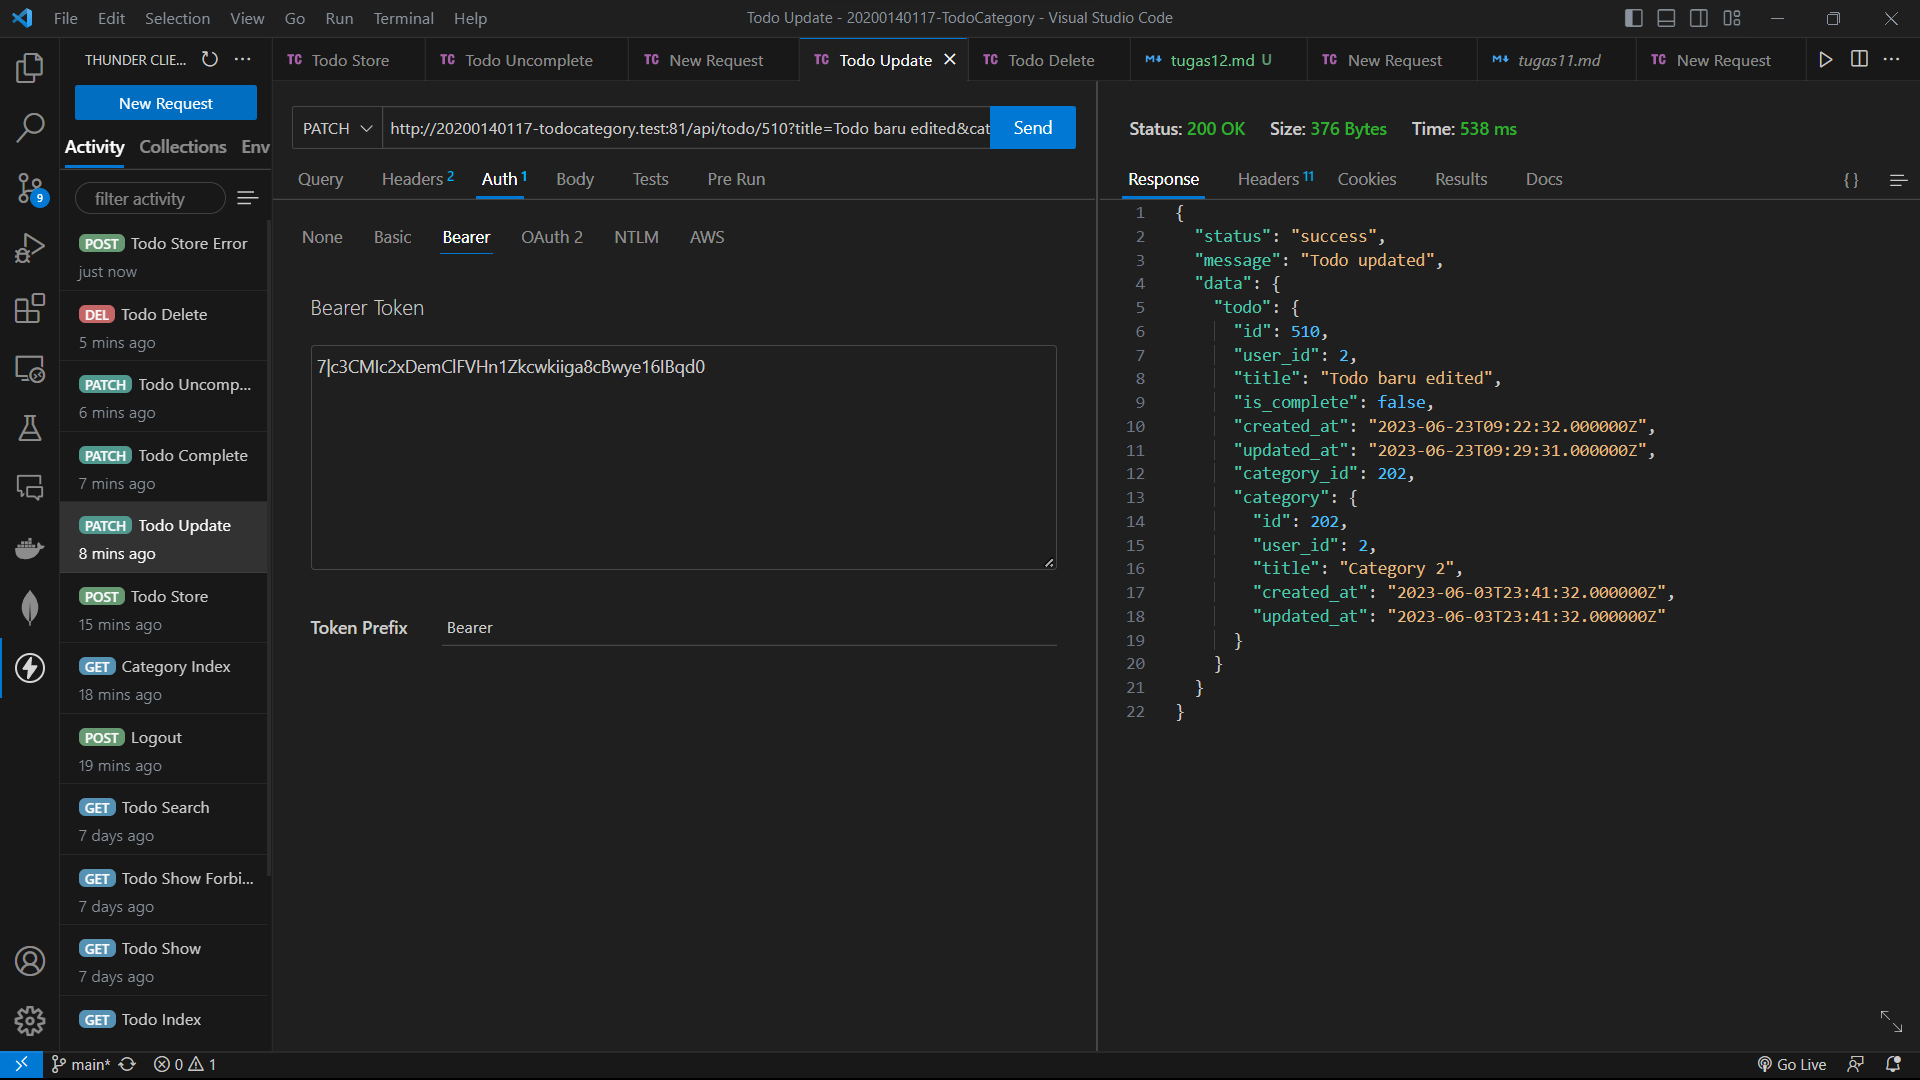 File Edit Selection View Go Run Terminal Help
Todo Update - 20200140117-TodoCategory - Visual Studio Code
THUNDER CLIE...
New Request
Activity Collections Env
filter activity
POST Todo Store Error
just now
DEL Todo Delete
5 mins ago
PATCH Todo Uncomp...
6 mins ago
PATCH Todo Complete
7 mins ago
PATCH Todo Update
8 mins ago
POST Todo Store
15 mins ago
GET Category Index
18 mins ago
POST Logout
19 mins ago
GET Todo Search
7 days ago
GET Todo Show Forbi...
7 days ago
GET Todo Show
7 days ago
GET Todo Index
9
TC Todo Store
TC Todo Uncomplete
TC New Request
TC Todo Update
TC Todo Delete
tugas12.md U
TC New Request
tugas11.md
TC New Request
PATCH http://20200140117-todocategory.test:81/api/todo/510?title=Todo baru edited&cat Send
Query Headers 2 Auth 1 Body Tests Pre Run
None Basic Bearer OAuth 2 NTLM AWS
Bearer Token
7|c3CMIc2xDemClFVHn1Zkcwkiiga8cBwye16IBqd0
Token Prefix Bearer
Status: 200 OK Size: 376 Bytes Time: 538 ms
Response Headers 11 Cookies Results Docs { }
1 {
2 "status": "success",
3 "message": "Todo updated",
4 "data": {
5 "todo": {
6 "id": 510,
7 "user_id": 2,
8 "title": "Todo baru edited",
9 "is_complete": false,
10 "created_at": "2023-06-23T09:22:32.000000Z",
11 "updated_at": "2023-06-23T09:29:31.000000Z",
12 "category_id": 202,
13 "category": {
14 "id": 202,
15 "user_id": 2,
16 "title": "Category 2",
17 "created_at": "2023-06-03T23:41:32.000000Z",
18 "updated_at": "2023-06-03T23:41:32.000000Z"
19 }
20 }
21 }
22 }
main* 0 1
Go Live